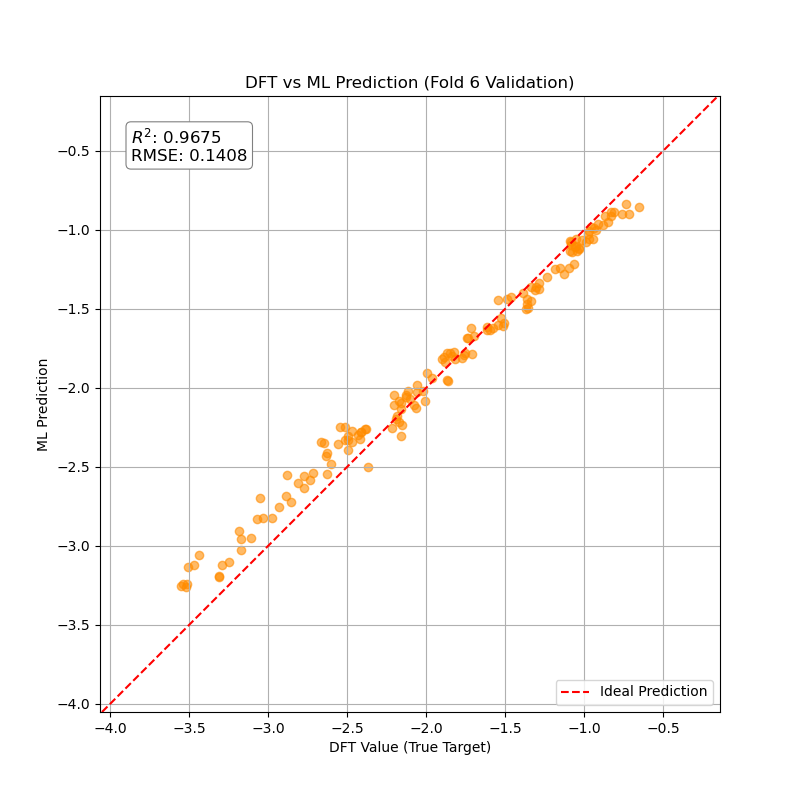 DFT vs ML Prediction (Fold 6 Validation)
R²: 0.9675
RMSE: 0.1408
ML Prediction
−0.5
−1.0
−1.5
−2.0
−2.5
−3.0
−3.5
−4.0
Ideal Prediction
−4.0 −3.5 −3.0 −2.5 −2.0 −1.5 −1.0 −0.5
DFT Value (True Target)